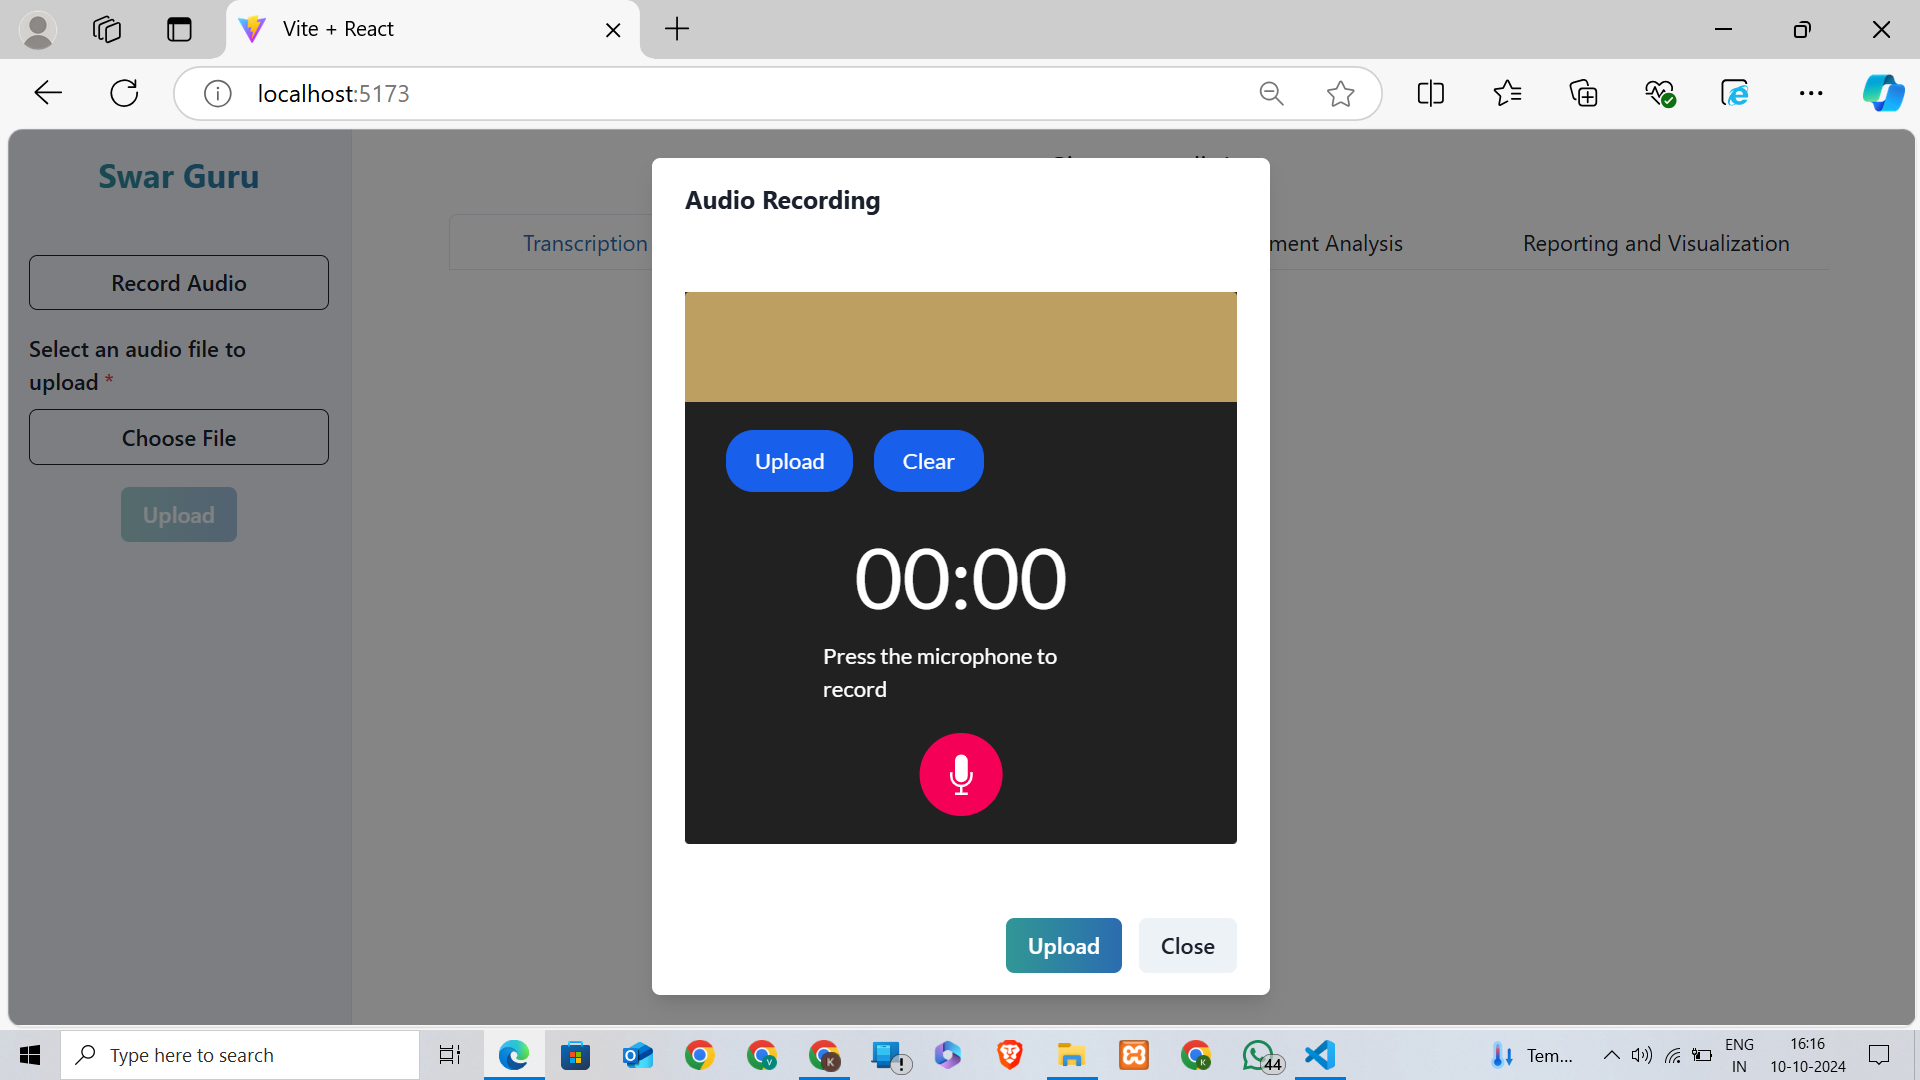 Vite + React
localhost:5173
Swar Guru
Record Audio
Select an audio file to
upload *
Choose File
Upload
Transcription
ment Analysis
Reporting and Visualization
Audio Recording
Upload
Clear
00:00
Press the microphone to
record
Upload
Close
Type here to search
V
K
K
44
Tem...
ENG
IN
16:16
10-10-2024